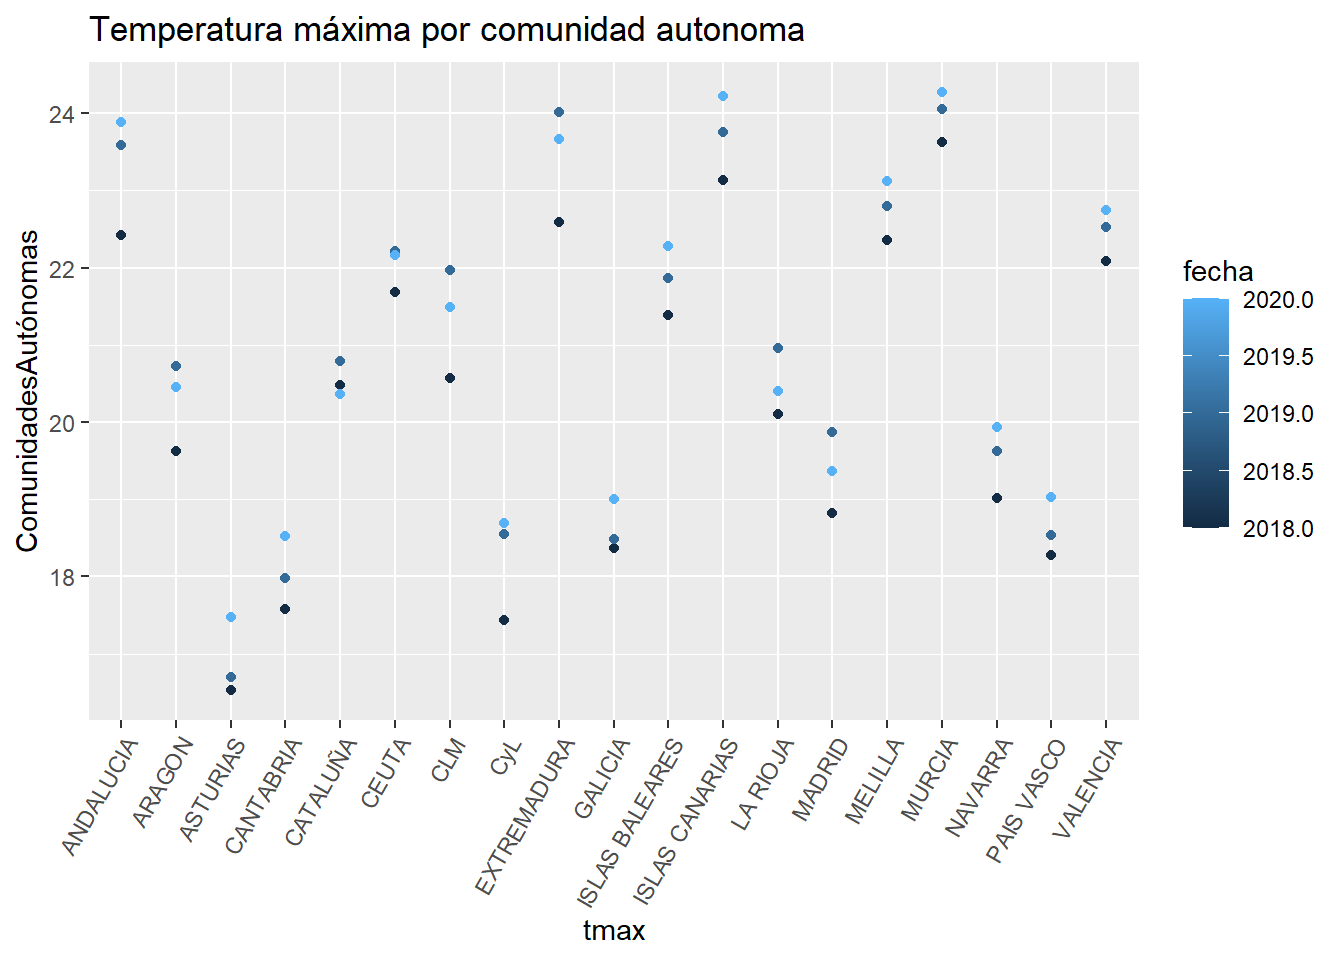 Temperatura máxima por comunidad autonoma
ComunidadesAutónomas
24
22
20
18
ANDALUCIA
ARAGON
ASTURIAS
CANTABRIA
CATALUÑA
CEUTA
CLM
CyL
EXTREMADURA
GALICIA
ISLAS BALEARES
ISLAS CANARIAS
LA RIOJA
MADRID
MELILLA
MURCIA
NAVARRA
PAIS VASCO
VALENCIA
tmax
fecha
2020.0
2019.5
2019.0
2018.5
2018.0